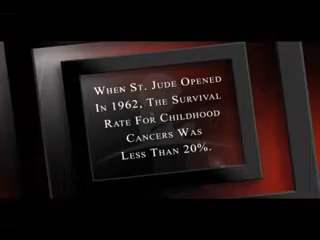 When St. Jude Opened
In 1962, The Survival
Rate For Childhood
Cancers Was
Less Than 20%.